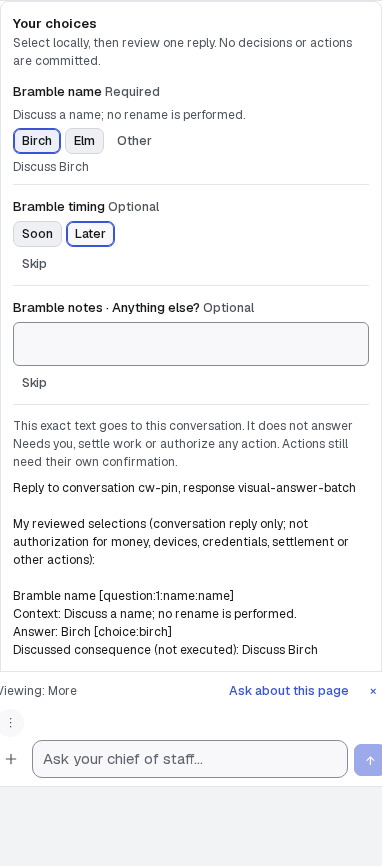 Your choices
Select locally, then review one reply. No decisions or actions
are committed.
Bramble name Required
Discuss a name; no rename is performed.
Birch Elm Other
Discuss Birch
Bramble timing Optional
Soon Later
Skip
Bramble notes · Anything else? Optional
Skip
This exact text goes to this conversation. It does not answer
Needs you, settle work or authorize any action. Actions still
need their own confirmation.
Reply to conversation cw-pin, response visual-answer-batch
My reviewed selections (conversation reply only; not
authorization for money, devices, credentials, settlement or
other actions):
Bramble name [question:1:name:name]
Context: Discuss a name; no rename is performed.
Answer: Birch [choice:birch]
Discussed consequence (not executed): Discuss Birch
Viewing: More Ask about this page ×
Ask your chief of staff...